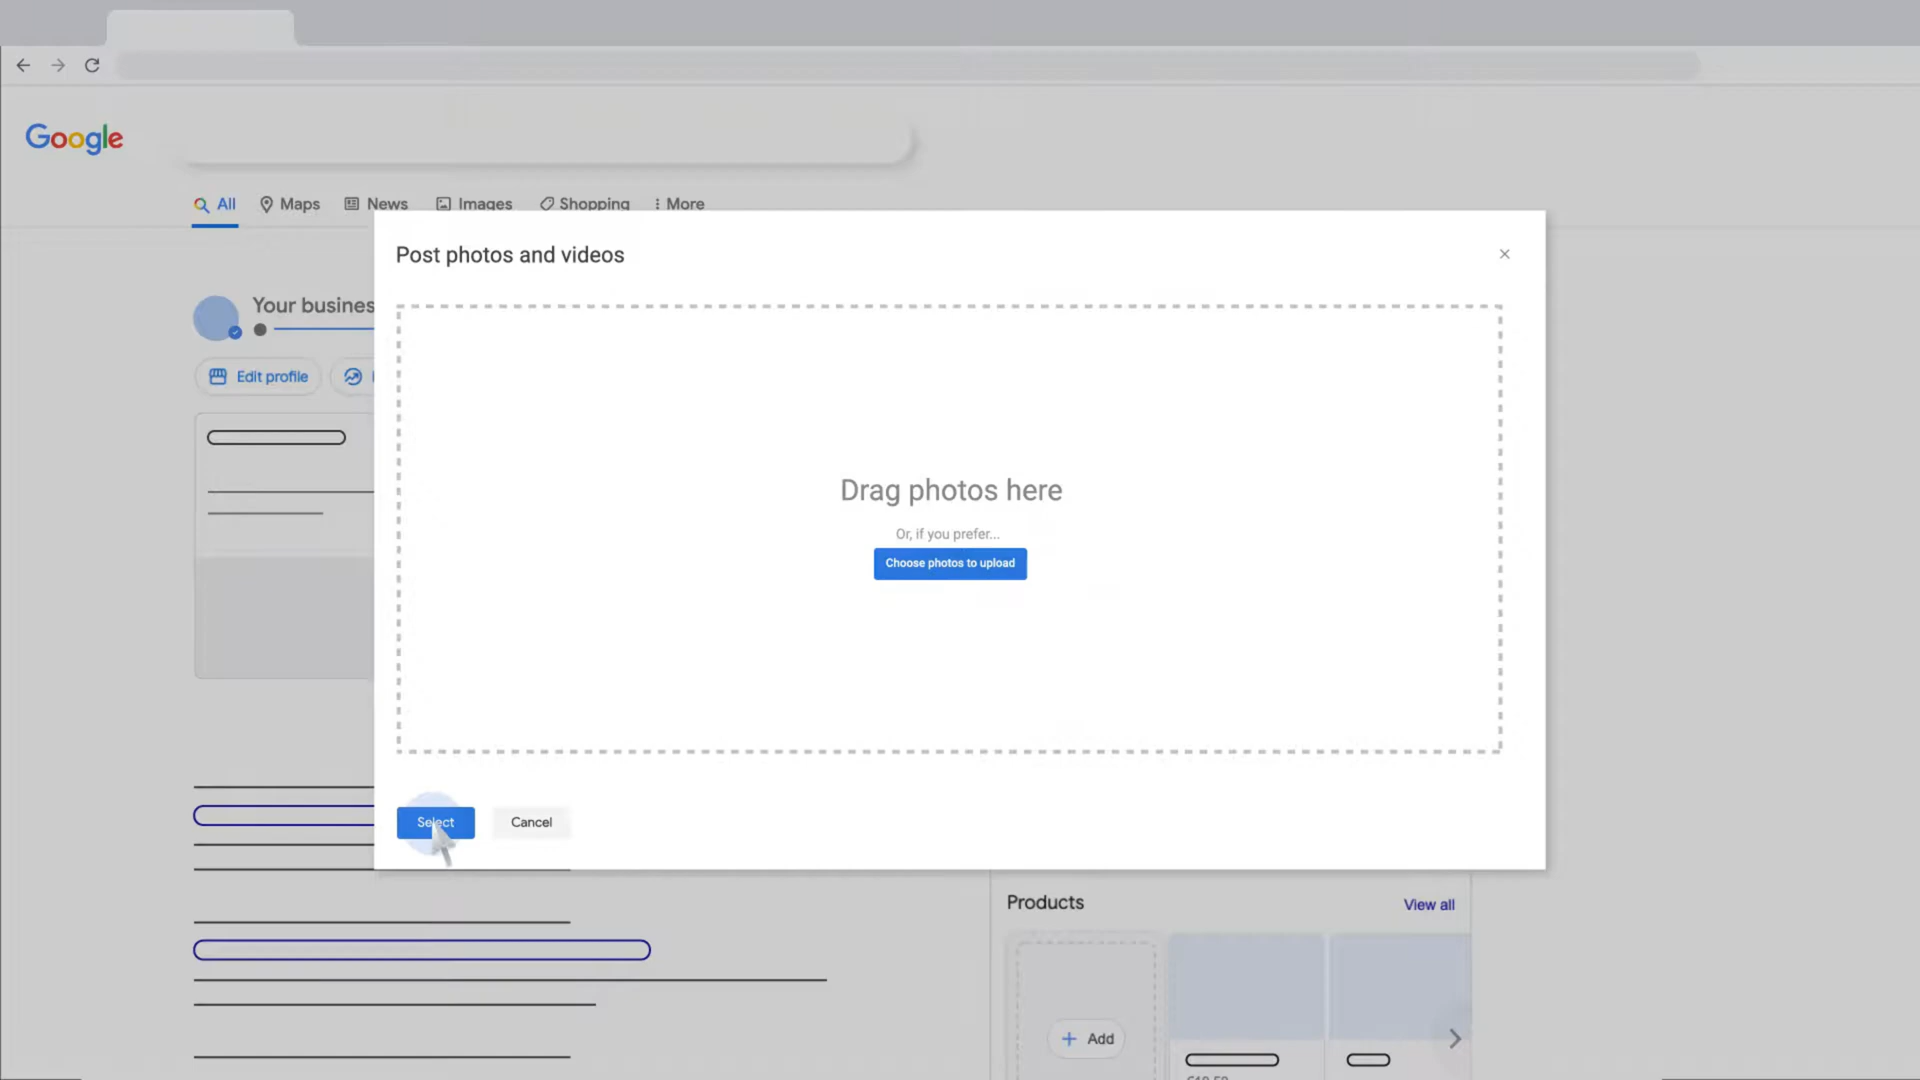 Google
All Maps News Images Shopping More
Post photos and videos
Your busines
Edit profile
Drag photos here
Or, if you prefer...
Choose photos to upload
Select Cancel
Products View all
Add